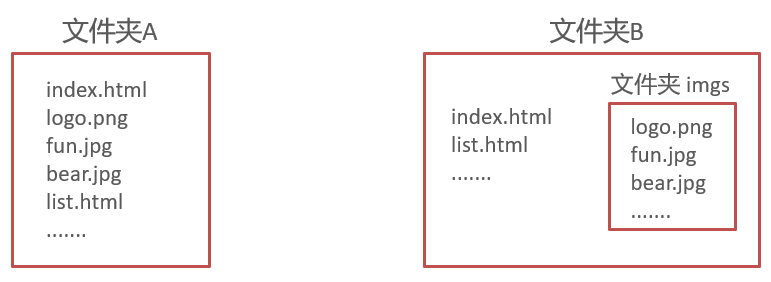 文件夹A
index.html
logo.png
fun.jpg
bear.jpg
list.html
.......
文件夹B
index.html
list.html
.......
文件夹 imgs
logo.png
fun.jpg
bear.jpg
.......